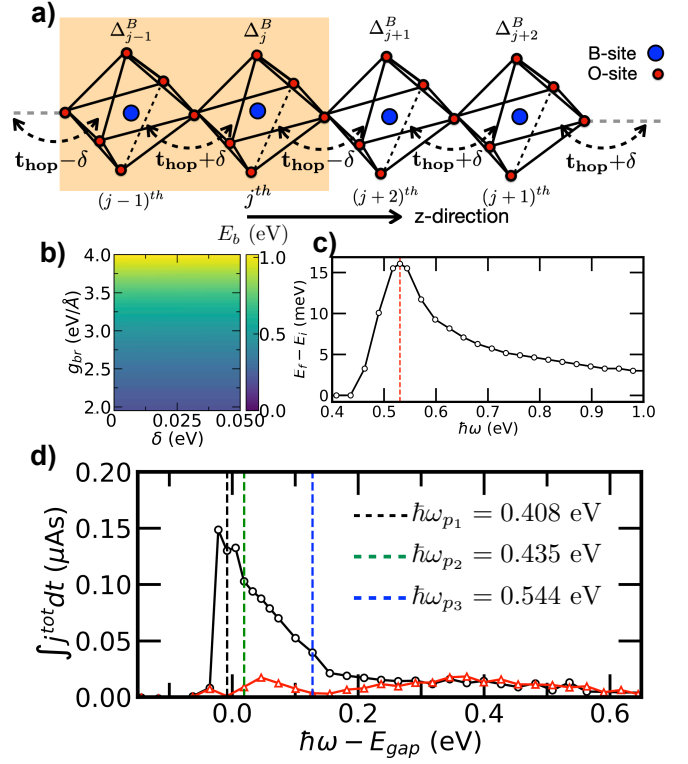 a)
Δ^B_{j−1} Δ^B_j Δ^B_{j+1} Δ^B_{j+2}
B-site
O-site
t_hop−δ t_hop+δ t_hop−δ t_hop+δ t_hop+δ
(j−1)^th j^th (j+2)^th (j+1)^th
z-direction
b)
E_b (eV)
4.0
3.5
3.0
2.5
2.0
g_br (eV/Å)
0 0.025 0.050
δ (eV)
1.0
0.5
0.0
c)
15
10
5
0
E_f − E_i (meV)
0.4 0.5 0.6 0.7 0.8 0.9 1.0
ħω (eV)
d)
0.20
0.15
0.10
0.05
0.00
∫ j^tot dt (μAs)
ħω_{p1} = 0.408 eV
ħω_{p2} = 0.435 eV
ħω_{p3} = 0.544 eV
0.0 0.2 0.4 0.6
ħω − E_gap (eV)